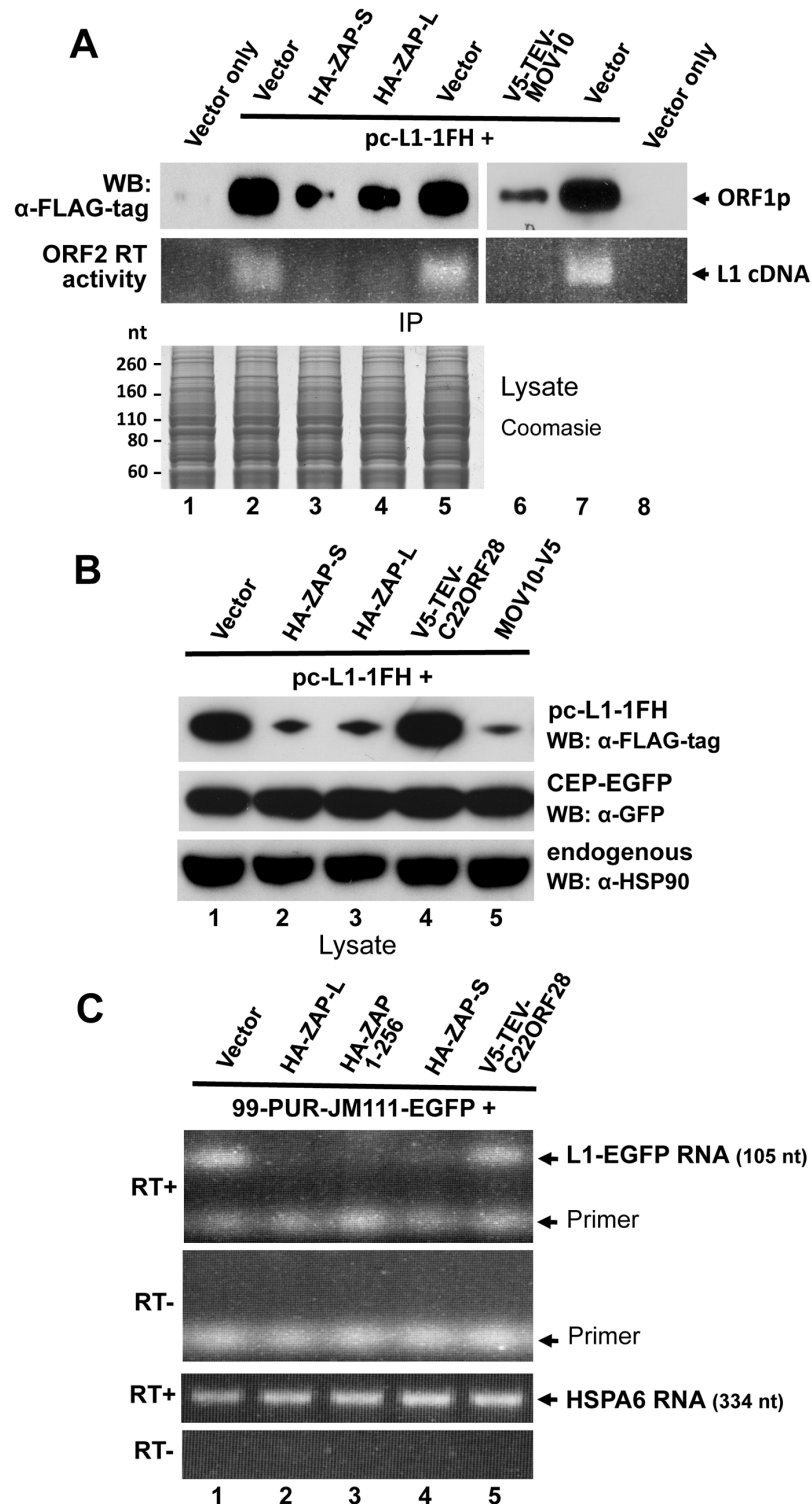 A
Vector only
Vector
HA-ZAP-S
HA-ZAP-L
Vector
V5-TEV-
MOV10
Vector
Vector only
pc-L1-1FH +
WB:
α-FLAG-tag
ORF1p
ORF2 RT
activity
L1 cDNA
IP
nt
260
160
110
80
60
Lysate
Coomasie
1 2 3 4 5 6 7 8
B
Vector
HA-ZAP-S
HA-ZAP-L
V5-TEV-
C22ORF28
MOV10-V5
pc-L1-1FH +
pc-L1-1FH
WB: α-FLAG-tag
CEP-EGFP
WB: α-GFP
endogenous
WB: α-HSP90
1 2 3 4 5
Lysate
C
Vector
HA-ZAP-L
HA-ZAP
1-256
HA-ZAP-S
V5-TEV-
C22ORF28
99-PUR-JM111-EGFP +
RT+
L1-EGFP RNA (105 nt)
Primer
RT-
Primer
RT+
HSPA6 RNA (334 nt)
RT-
1 2 3 4 5